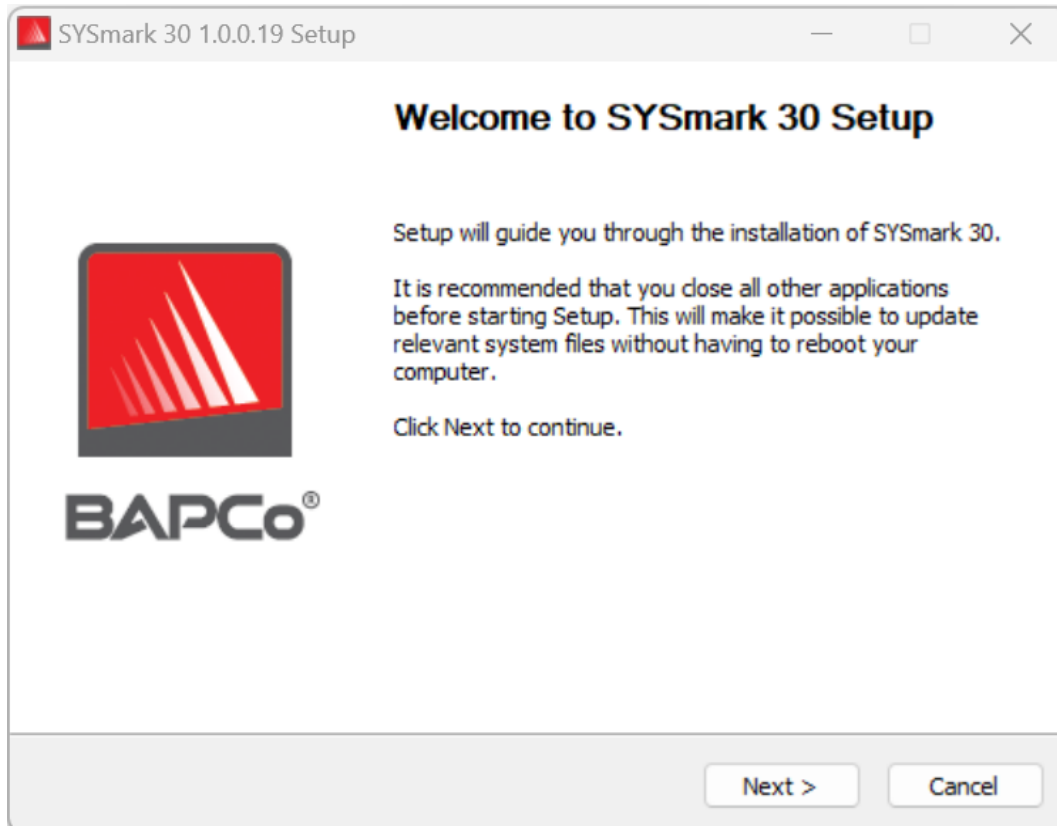 SYSmark 30 1.0.0.19 Setup
Welcome to SYSmark 30 Setup
Setup will guide you through the installation of SYSmark 30.
It is recommended that you close all other applications
before starting Setup. This will make it possible to update
relevant system files without having to reboot your
computer.
Click Next to continue.
BAPCo®
Next >
Cancel